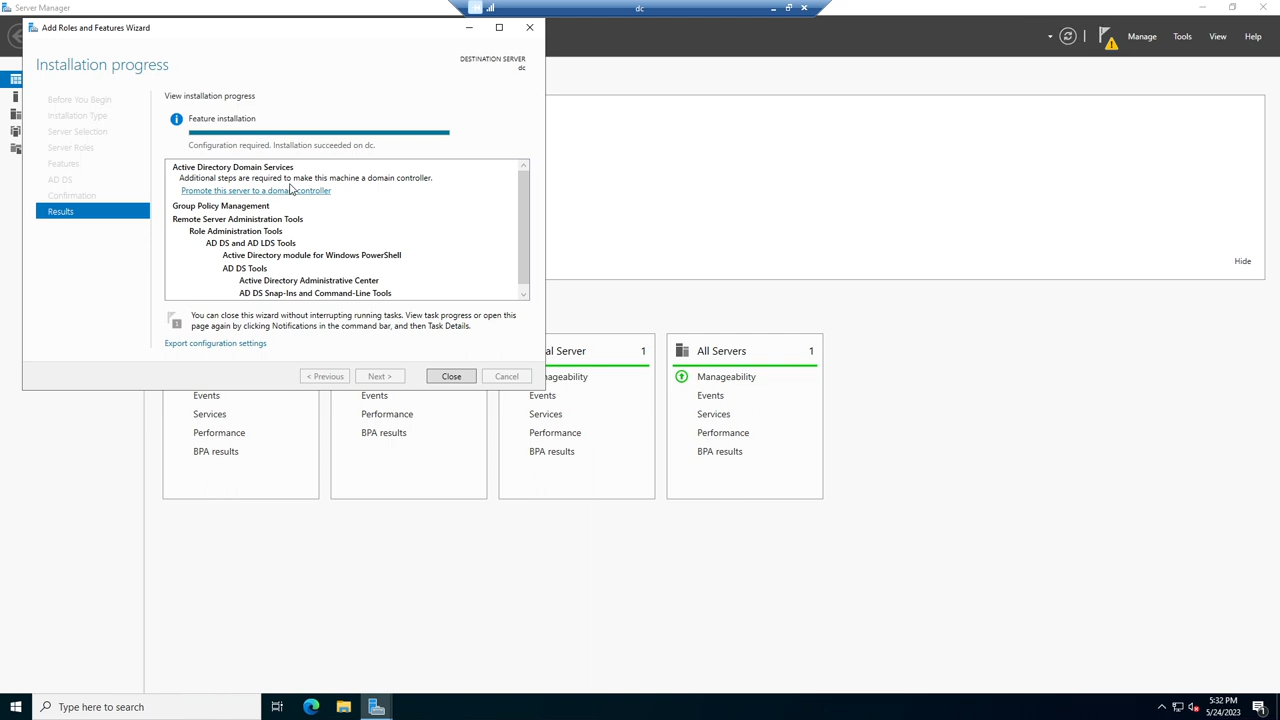 Server Manager
dc
Add Roles and Features Wizard
Manage
Tools
View
Help
Installation progress
DESTINATION SERVER
dc
Before You Begin
Installation Type
Server Selection
Server Roles
Features
AD DS
Confirmation
Results
View installation progress
Feature installation
Configuration required. Installation succeeded on dc.
Active Directory Domain Services
Additional steps are required to make this machine a domain controller.
Promote this server to a domain controller
Group Policy Management
Remote Server Administration Tools
Role Administration Tools
AD DS and AD LDS Tools
Active Directory module for Windows PowerShell
AD DS Tools
Active Directory Administrative Center
AD DS Snap-Ins and Command-Line Tools
You can close this wizard without interrupting running tasks. View task progress or open this
page again by clicking Notifications in the command bar, and then Task Details.
Export configuration settings
< Previous
Next >
Close
Cancel
Hide
Events
Services
Performance
BPA results
Events
Performance
BPA results
al Server
1
ageability
Events
Services
Performance
BPA results
All Servers
1
Manageability
Events
Services
Performance
BPA results
Type here to search
5:32 PM
5/24/2023
1